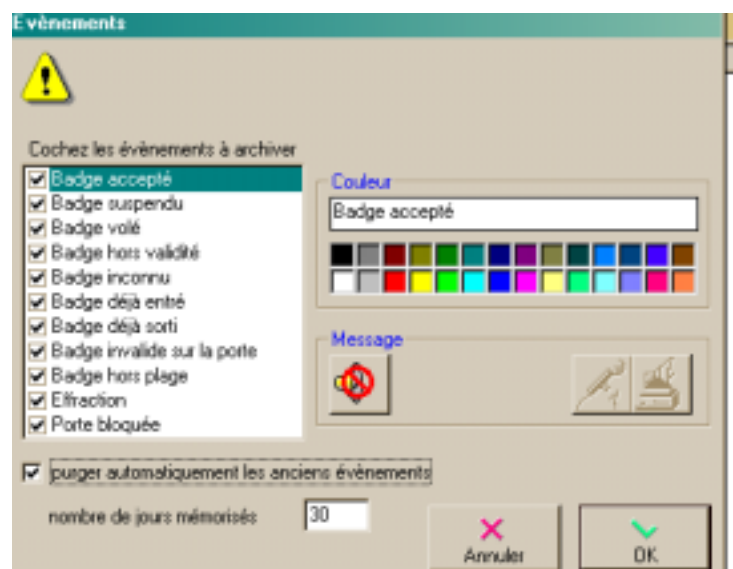 Evènements
Cochez les évènements à archiver
Badge accepté
Badge suspendu
Badge volé
Badge hors validité
Badge inconnu
Badge déjà entré
Badge déjà sorti
Badge invalide sur la porte
Badge hors plage
Effraction
Porte bloquée
Couleur
Badge accepté
Message
purger automatiquement les anciens évènements
nombre de jours mémorisés
30
Annuler
OK